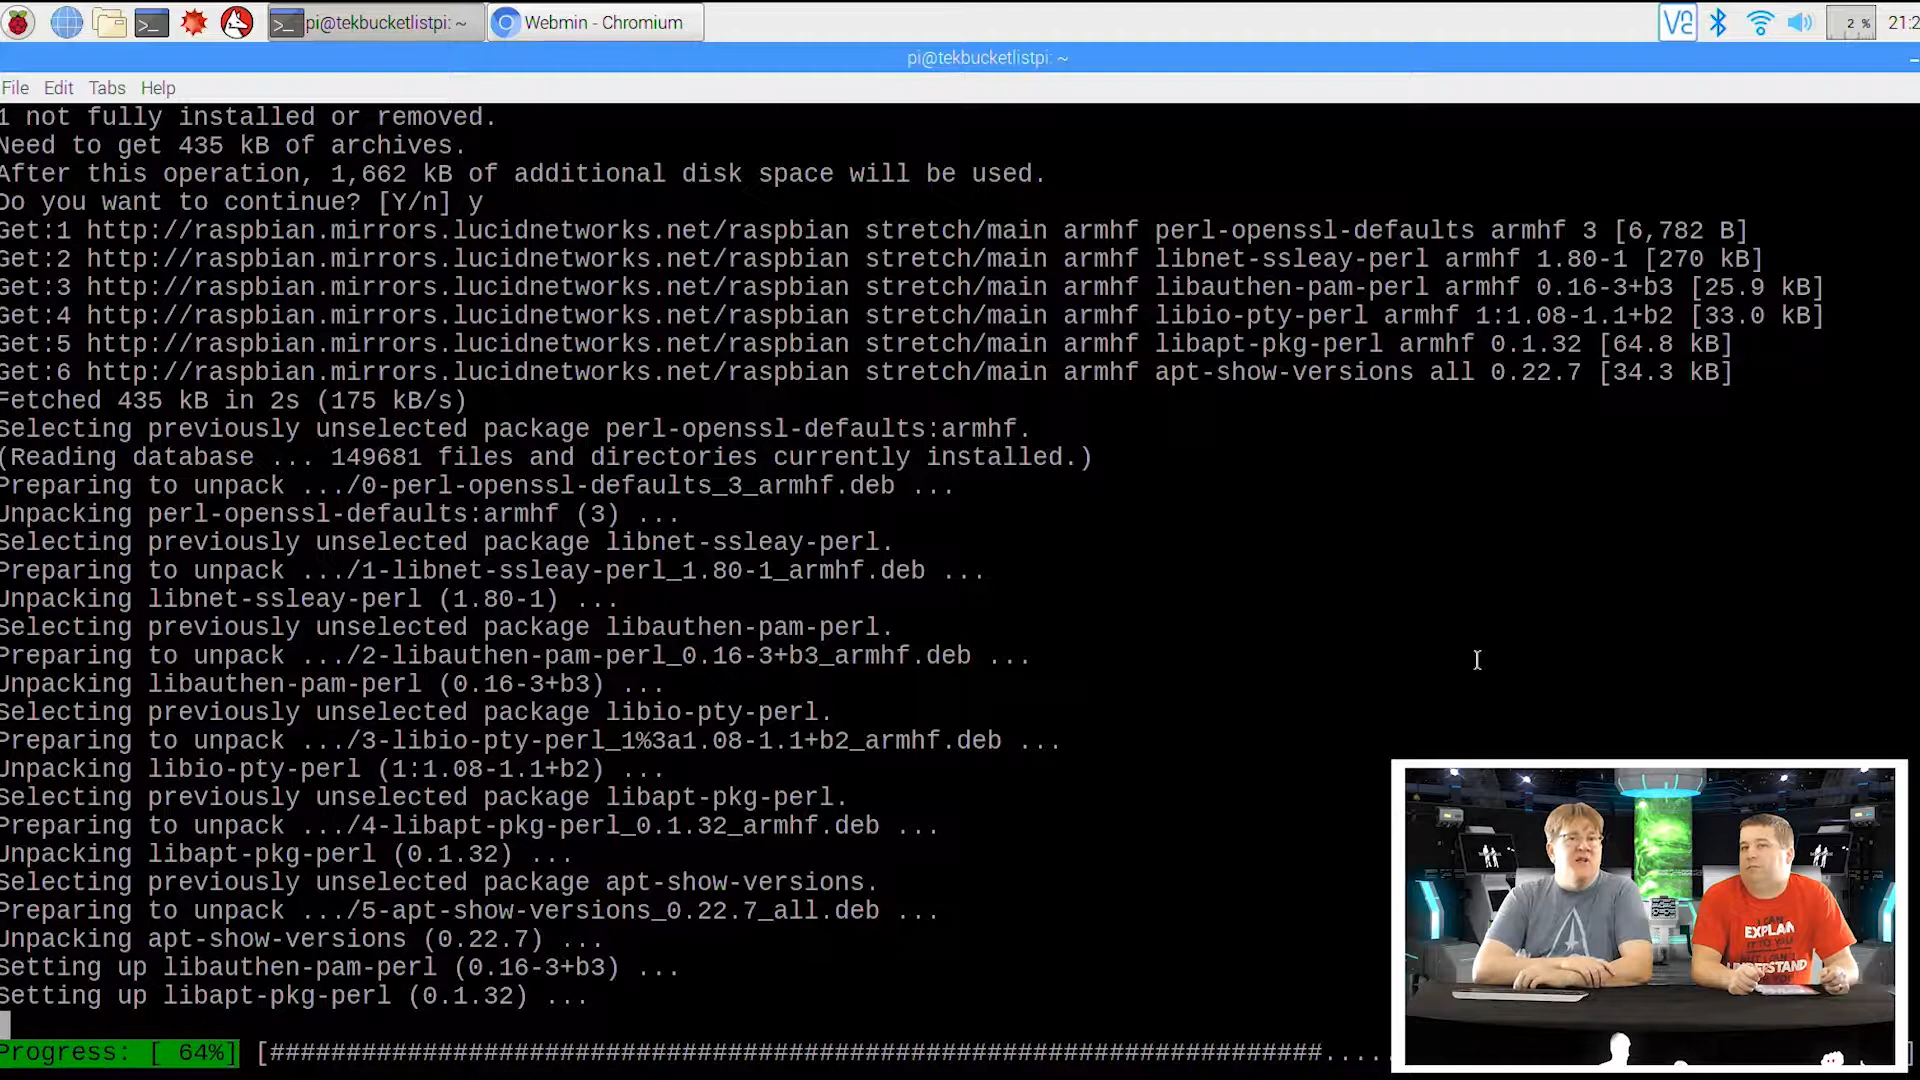 pi@tekbucketlistpi: ~
Webmin - Chromium
2 %
21:2
pi@tekbucketlistpi: ~
File Edit Tabs Help
1 not fully installed or removed.
Need to get 435 kB of archives.
After this operation, 1,662 kB of additional disk space will be used.
Do you want to continue? [Y/n] y
Get:1 http://raspbian.mirrors.lucidnetworks.net/raspbian stretch/main armhf perl-openssl-defaults armhf 3 [6,782 B]
Get:2 http://raspbian.mirrors.lucidnetworks.net/raspbian stretch/main armhf libnet-ssleay-perl armhf 1.80-1 [270 kB]
Get:3 http://raspbian.mirrors.lucidnetworks.net/raspbian stretch/main armhf libauthen-pam-perl armhf 0.16-3+b3 [25.9 kB]
Get:4 http://raspbian.mirrors.lucidnetworks.net/raspbian stretch/main armhf libio-pty-perl armhf 1:1.08-1.1+b2 [33.0 kB]
Get:5 http://raspbian.mirrors.lucidnetworks.net/raspbian stretch/main armhf libapt-pkg-perl armhf 0.1.32 [64.8 kB]
Get:6 http://raspbian.mirrors.lucidnetworks.net/raspbian stretch/main armhf apt-show-versions all 0.22.7 [34.3 kB]
Fetched 435 kB in 2s (175 kB/s)
Selecting previously unselected package perl-openssl-defaults:armhf.
(Reading database ... 149681 files and directories currently installed.)
Preparing to unpack .../0-perl-openssl-defaults_3_armhf.deb ...
Unpacking perl-openssl-defaults:armhf (3) ...
Selecting previously unselected package libnet-ssleay-perl.
Preparing to unpack .../1-libnet-ssleay-perl_1.80-1_armhf.deb ...
Unpacking libnet-ssleay-perl (1.80-1) ...
Selecting previously unselected package libauthen-pam-perl.
Preparing to unpack .../2-libauthen-pam-perl_0.16-3+b3_armhf.deb ...
Unpacking libauthen-pam-perl (0.16-3+b3) ...
Selecting previously unselected package libio-pty-perl.
Preparing to unpack .../3-libio-pty-perl_1%3a1.08-1.1+b2_armhf.deb ...
Unpacking libio-pty-perl (1:1.08-1.1+b2) ...
Selecting previously unselected package libapt-pkg-perl.
Preparing to unpack .../4-libapt-pkg-perl_0.1.32_armhf.deb ...
Unpacking libapt-pkg-perl (0.1.32) ...
Selecting previously unselected package apt-show-versions.
Preparing to unpack .../5-apt-show-versions_0.22.7_all.deb ...
Unpacking apt-show-versions (0.22.7) ...
Setting up libauthen-pam-perl (0.16-3+b3) ...
Setting up libapt-pkg-perl (0.1.32) ...
Progress: [ 64%] [#####################################################################.....
I CAN
EXPLAIN
IT TO YOU
BUT I CAN'T
UNDERSTAND